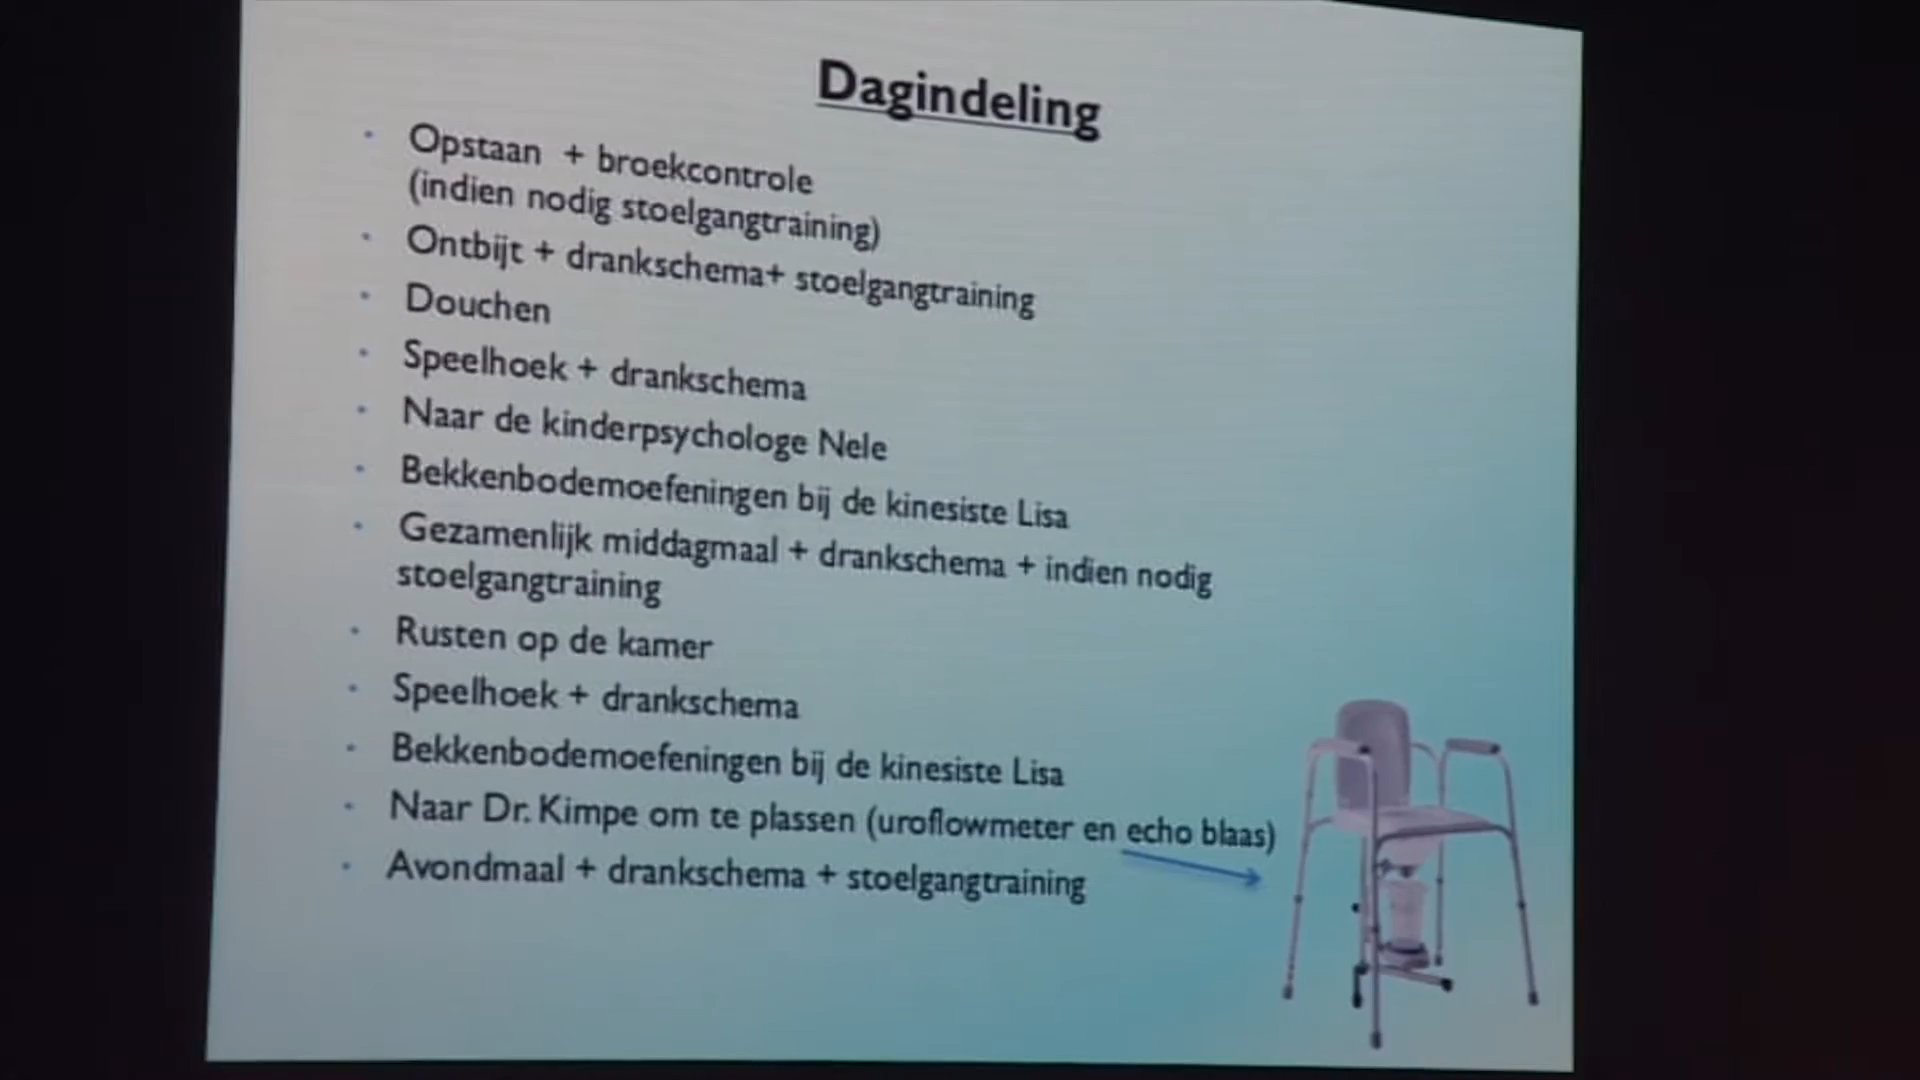 Dagindeling
• Opstaan + broekcontrole
(indien nodig stoelgangtraining)
• Ontbijt + drankschema+ stoelgangtraining
• Douchen
• Speelhoek + drankschema
• Naar de kinderpsychologe Nele
• Bekkenbodemoefeningen bij de kinesiste Lisa
• Gezamenlijk middagmaal + drankschema + indien nodig
stoelgangtraining
• Rusten op de kamer
• Speelhoek + drankschema
• Bekkenbodemoefeningen bij de kinesiste Lisa
• Naar Dr. Kimpe om te plassen (uroflowmeter en echo blaas)
• Avondmaal + drankschema + stoelgangtraining